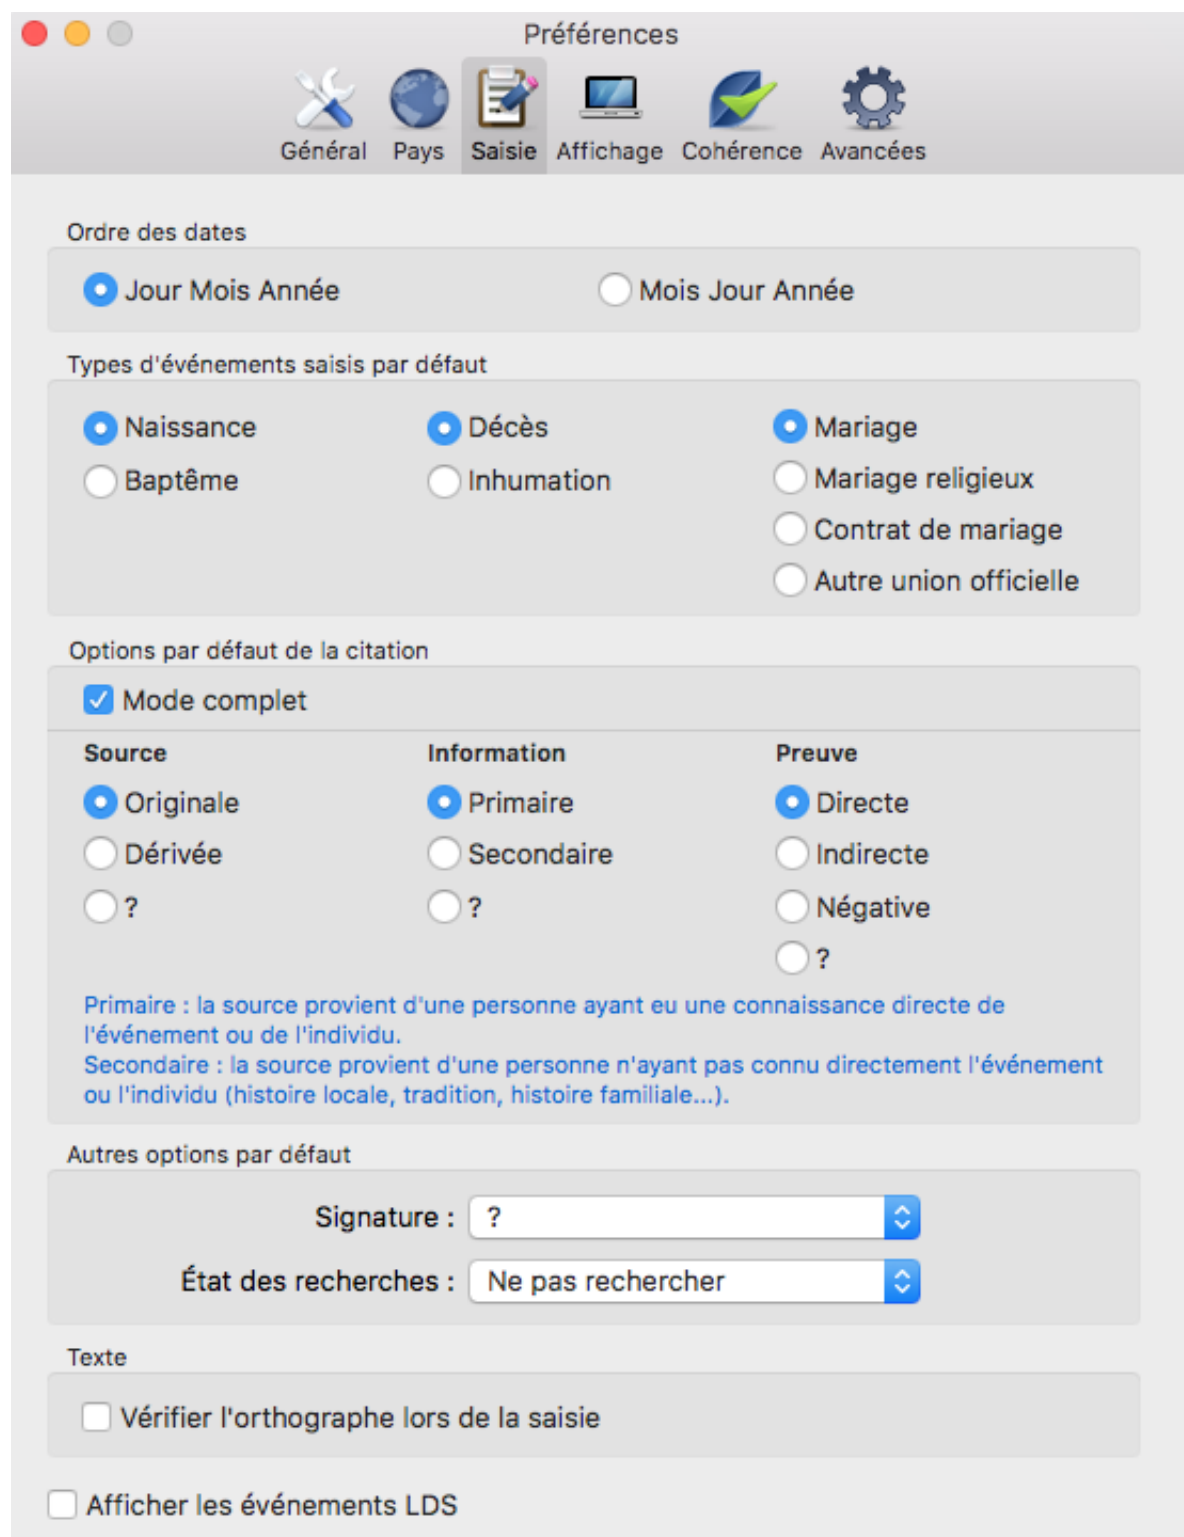 Préférences
Général Pays Saisie Affichage Cohérence Avancées
Ordre des dates
Jour Mois Année Mois Jour Année
Types d'événements saisis par défaut
Naissance Décès Mariage
Baptême Inhumation Mariage religieux
Contrat de mariage
Autre union officielle
Options par défaut de la citation
Mode complet
Source Information Preuve
Originale Primaire Directe
Dérivée Secondaire Indirecte
? ? Négative
?
Primaire : la source provient d'une personne ayant eu une connaissance directe de
l'événement ou de l'individu.
Secondaire : la source provient d'une personne n'ayant pas connu directement l'événement
ou l'individu (histoire locale, tradition, histoire familiale...).
Autres options par défaut
Signature : ?
État des recherches : Ne pas rechercher
Texte
Vérifier l'orthographe lors de la saisie
Afficher les événements LDS